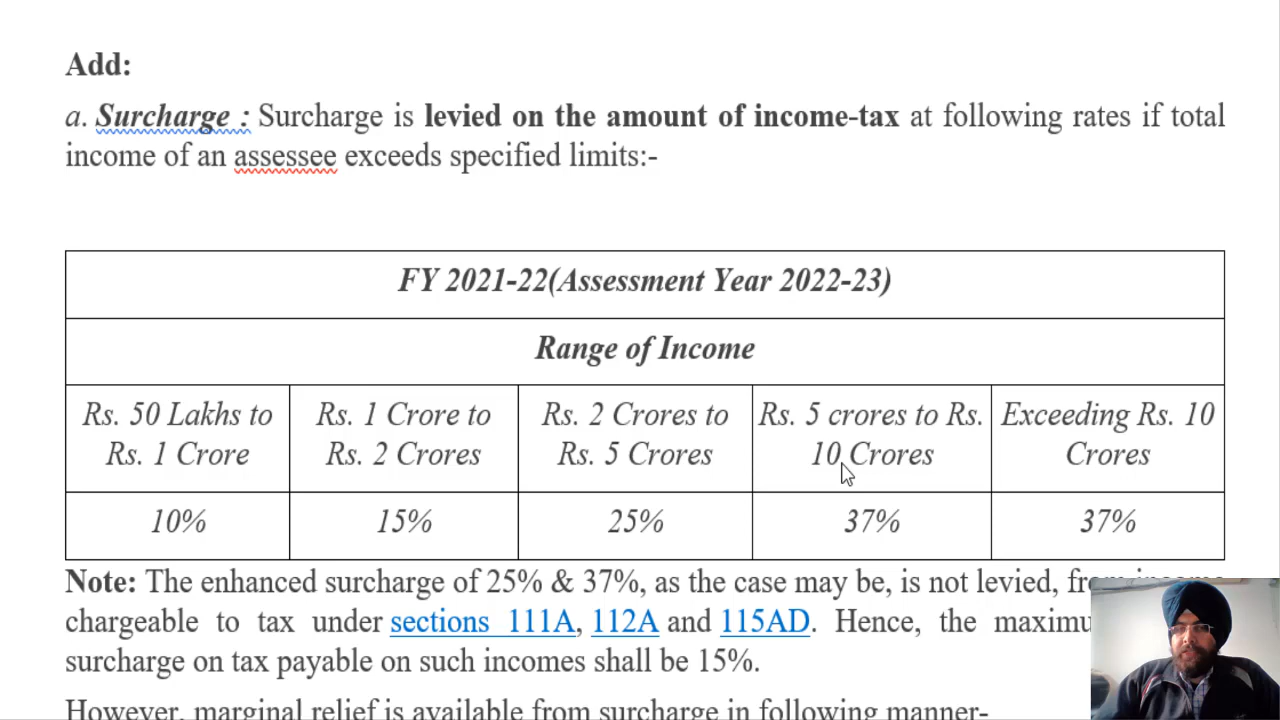 Add:
a. Surcharge : Surcharge is levied on the amount of income-tax at following rates if total
income of an assessee exceeds specified limits:-
FY 2021-22(Assessment Year 2022-23)
Range of Income
Rs. 50 Lakhs to Rs. 1 Crore
Rs. 1 Crore to Rs. 2 Crores
Rs. 2 Crores to Rs. 5 Crores
Rs. 5 crores to Rs. 10 Crores
Exceeding Rs. 10 Crores
10% 15% 25% 37% 37%
Note: The enhanced surcharge of 25% & 37%, as the case may be, is not levied,
chargeable to tax under sections 111A, 112A and 115AD. Hence, the
surcharge on tax payable on such incomes shall be 15%.
However, marginal relief is available from surcharge in following manner-